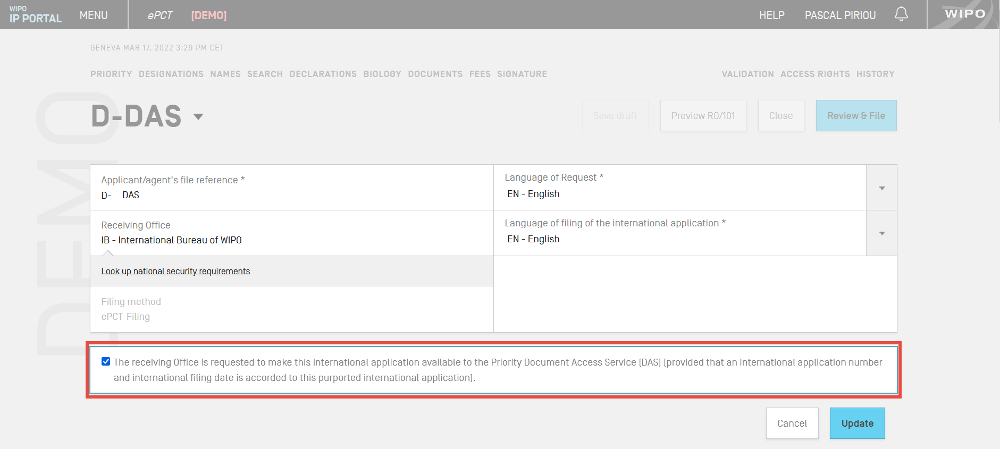 WIPO
IP PORTAL
MENU
ePCT
[DEMO]
HELP
PASCAL PIRIOU
WIPO
GENEVA MAR 17, 2022 3:29 PM CET
PRIORITY DESIGNATIONS NAMES SEARCH DECLARATIONS BIOLOGY DOCUMENTS FEES SIGNATURE
VALIDATION ACCESS RIGHTS HISTORY
DEMO
D-DAS
Save draft
Preview RO/101
Close
Review & File
Applicant/agent's file reference *
D- DAS
Language of Request *
EN - English
Receiving Office
IB - International Bureau of WIPO
Language of filing of the international application *
EN - English
Look up national security requirements
Filing method
ePCT-Filing
The receiving Office is requested to make this international application available to the Priority Document Access Service (DAS) (provided that an international application number
and international filing date is accorded to this purported international application).
Cancel
Update